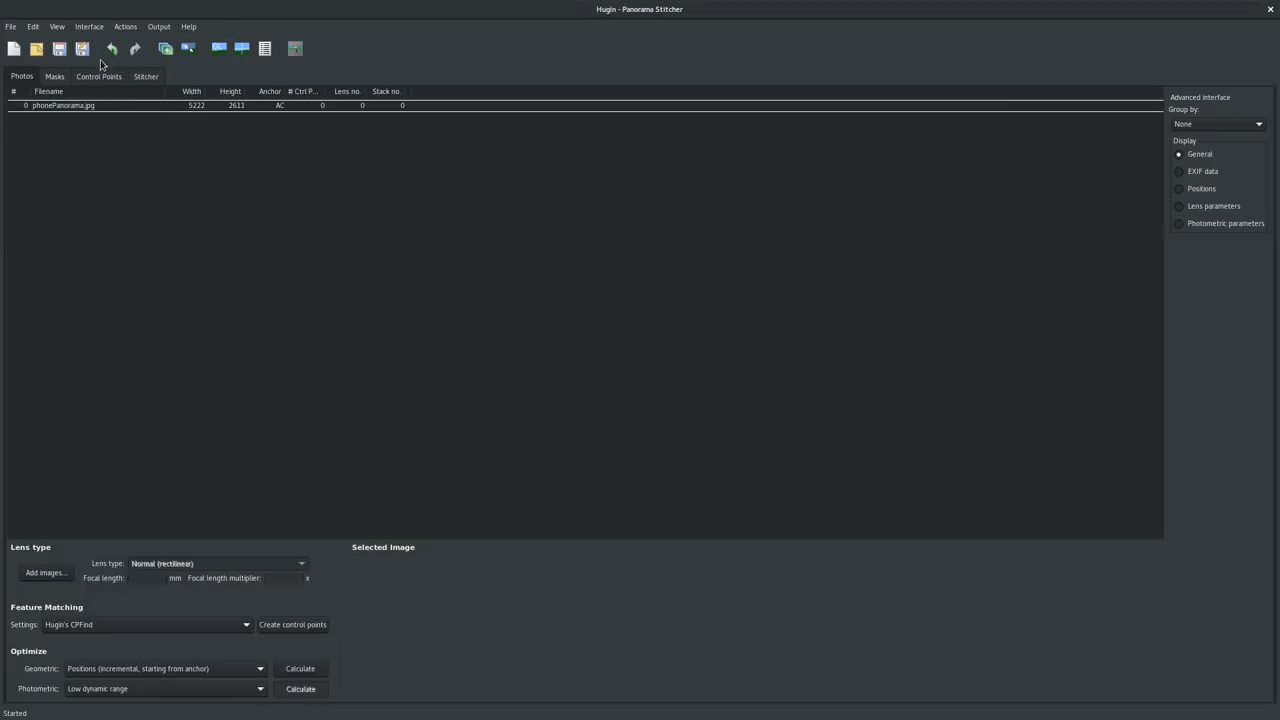 Hugin - Panorama Stitcher
File Edit View Interface Actions Output Help
Photos Masks Control Points Stitcher
# Filename Width Height Anchor # Ctrl P... Lens no. Stack no.
0 phonePanorama.jpg 5222 2611 AC 0 0 0
Advanced interface
Group by:
None
Display
General
EXIF data
Positions
Lens parameters
Photometric parameters
Lens type
Add images...
Lens type: Normal (rectilinear)
Focal length: mm Focal length multiplier: x
Selected Image
Feature Matching
Settings: Hugin's CPFind Create control points
Optimize
Geometric: Positions (incremental, starting from anchor) Calculate
Photometric: Low dynamic range Calculate
Started